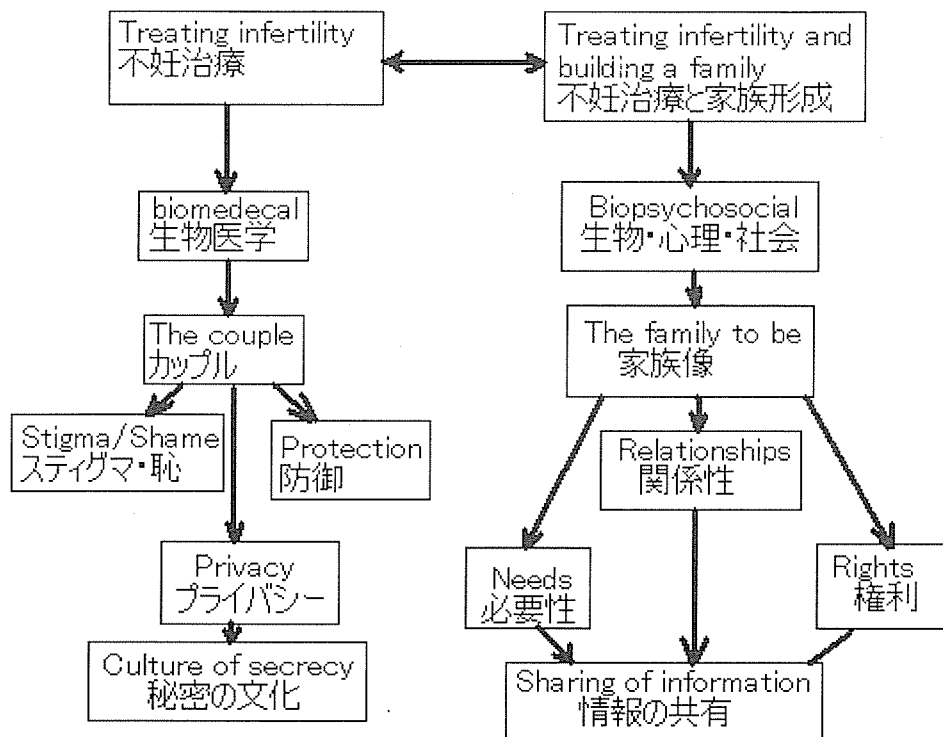 Treating infertility
不妊治療
Treating infertility and
building a family
不妊治療と家族形成
biomedecal
生物医学
Biopsychosocial
生物・心理・社会
The couple
カップル
The family to be
家族像
Stigma/Shame
スティグマ・恥
Protection
防御
Relationships
関係性
Privacy
プライバシー
Needs
必要性
Rights
権利
Culture of secrecy
秘密の文化
Sharing of information
情報の共有